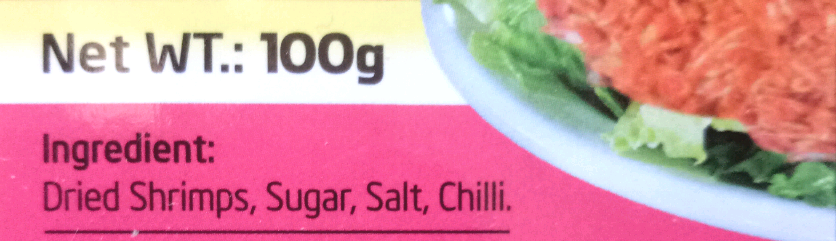 Net WT.: 100g
Ingredient:
Dried Shrimps, Sugar, Salt, Chilli.